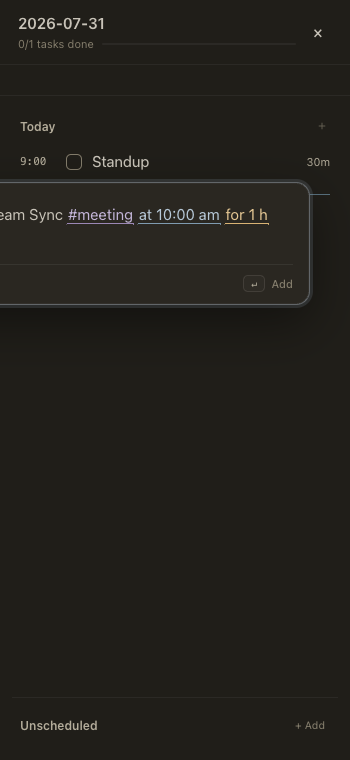 2026-07-31
×
0/1 tasks done
Today
+
9:00 Standup 30m
eam Sync #meeting at 10:00 am for 1 h
↵ Add
Unscheduled
+ Add